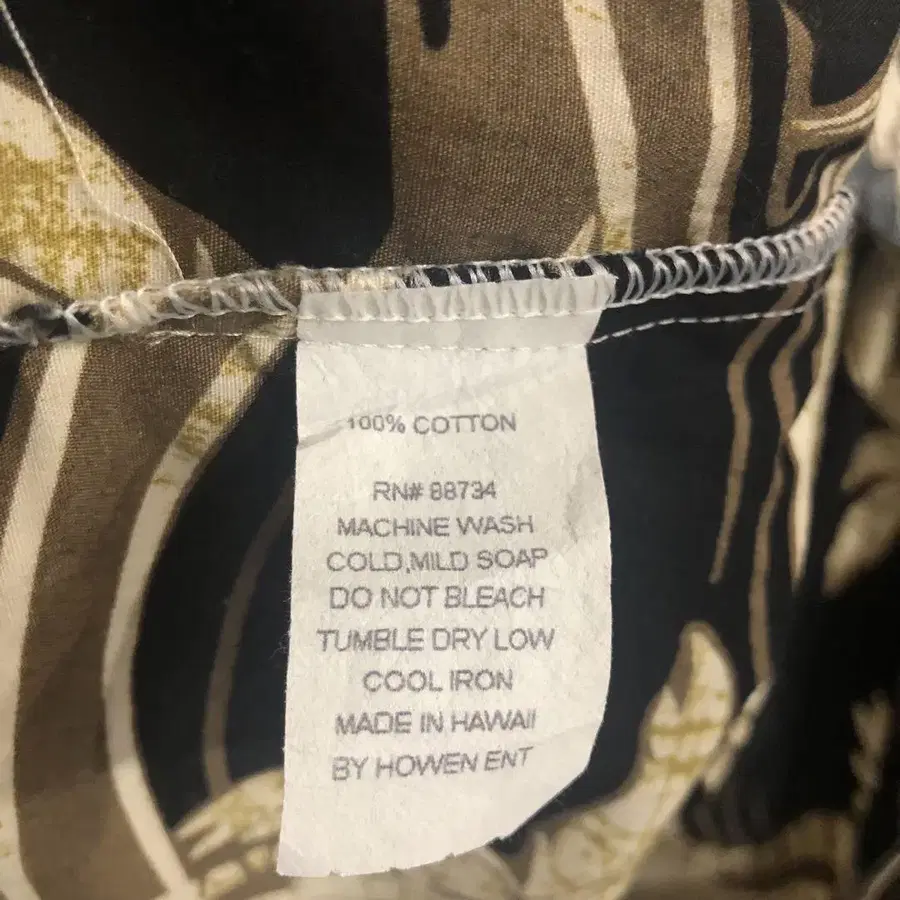 100% COTTON
RN# 88734
MACHINE WASH
COLD,MILD SOAP
DO NOT BLEACH
TUMBLE DRY LOW
COOL IRON
MADE IN HAWAII
BY HOWEN ENT